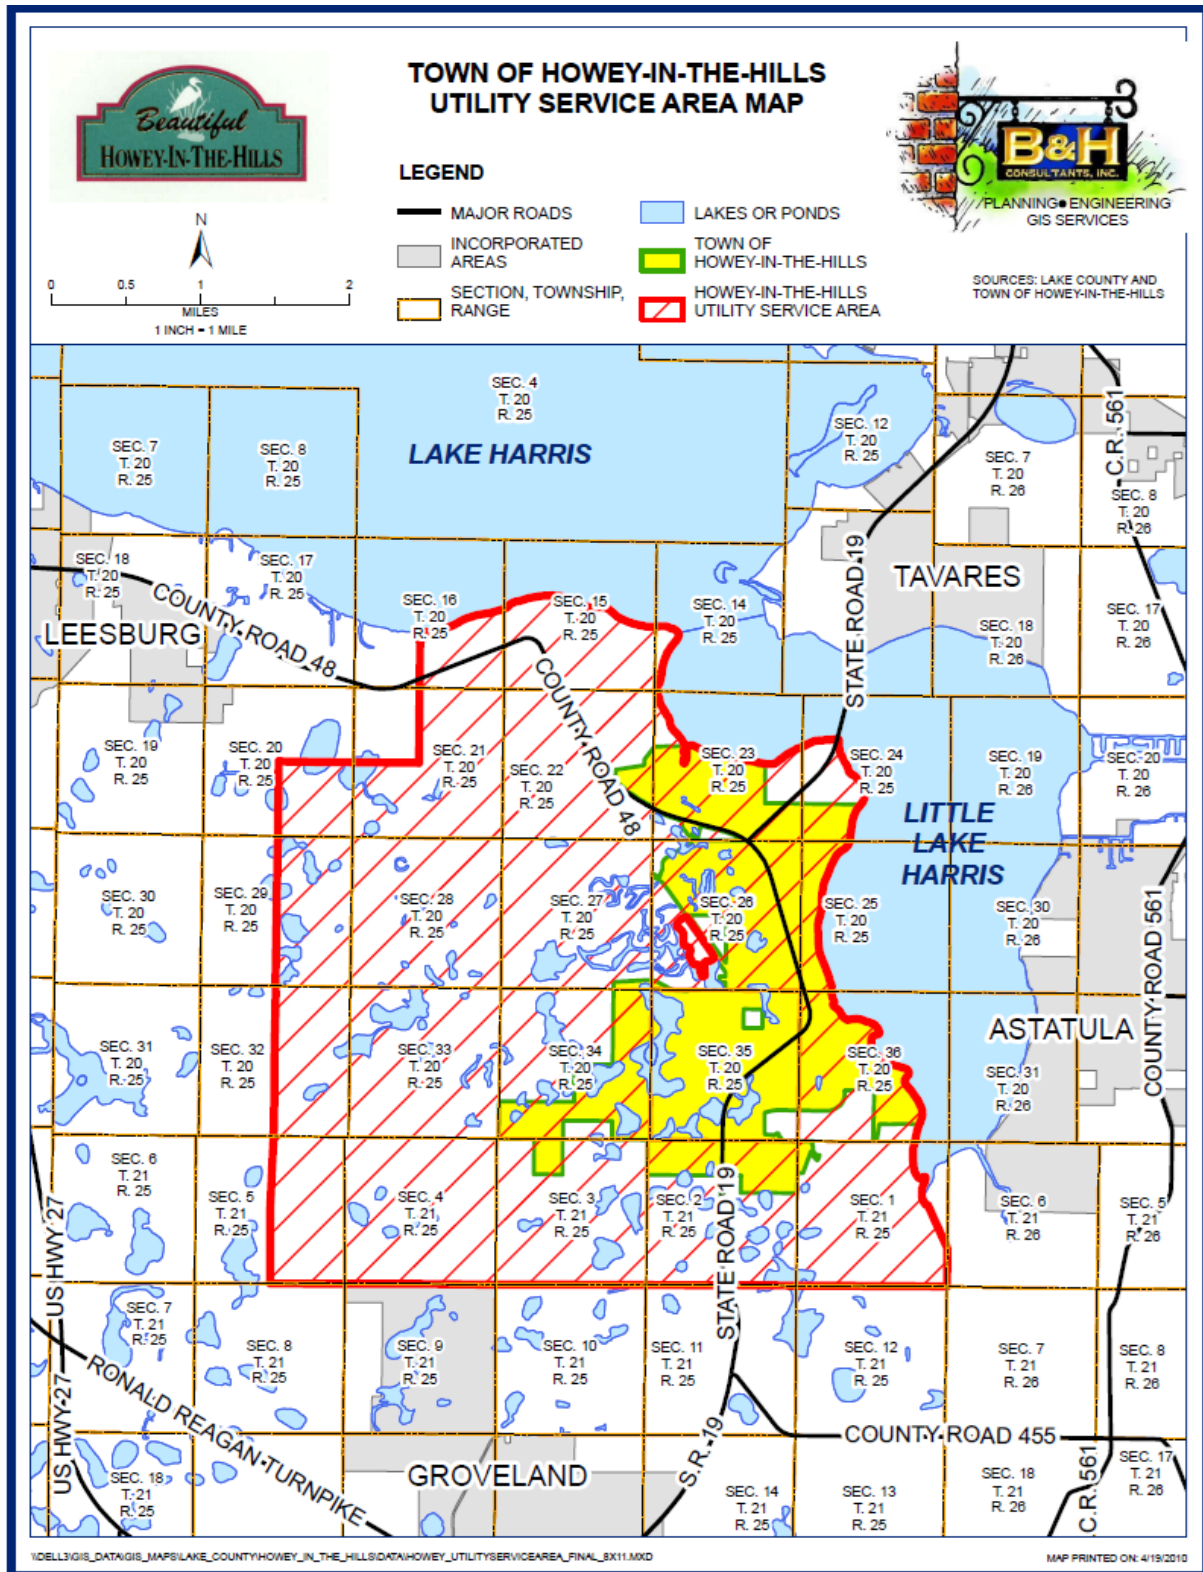 Beautiful
HOWEY-IN-THE-HILLS
TOWN OF HOWEY-IN-THE-HILLS
UTILITY SERVICE AREA MAP
B&H
CONSULTANTS, INC.
PLANNING● ENGINEERING
GIS SERVICES
LEGEND
MAJOR ROADS
LAKES OR PONDS
INCORPORATED
AREAS
TOWN OF
HOWEY-IN-THE-HILLS
SECTION, TOWNSHIP,
RANGE
HOWEY-IN-THE-HILLS
UTILITY SERVICE AREA
SOURCES: LAKE COUNTY AND
TOWN OF HOWEY-IN-THE-HILLS
N
0 0.5 1 2
MILES
1 INCH = 1 MILE
SEC. 4
T. 20
R. 25
LAKE HARRIS
SEC. 7
T. 20
R. 25
SEC. 8
T. 20
R. 25
SEC. 12
T. 20
R. 25
SEC. 7
T. 20
R. 26
C.R. 561
SEC. 8
T. 20
R. 26
SEC. 18
T. 20
R. 25
SEC. 17
T. 20
R. 25
SEC. 16
T. 20
R. 25
SEC. 15
T. 20
R. 25
SEC. 14
T. 20
R. 25
STATE ROAD 19
TAVARES
SEC. 18
T. 20
R. 26
SEC. 17
T. 20
R. 26
LEESBURG
COUNTY ROAD 48
COUNTY ROAD 48
SEC. 19
T. 20
R. 25
SEC. 20
T. 20
R. 25
SEC. 21
T. 20
R. 25
SEC. 22
T. 20
R. 25
SEC. 23
T. 20
R. 25
SEC. 24
T. 20
R. 25
SEC. 19
T. 20
R. 26
SEC. 20
T. 20
R. 26
LITTLE
LAKE
HARRIS
SEC. 30
T. 20
R. 25
SEC. 29
T. 20
R. 25
SEC. 28
T. 20
R. 25
SEC. 27
T. 20
R. 25
SEC. 26
T. 20
R. 25
SEC. 25
T. 20
R. 25
SEC. 30
T. 20
R. 26
COUNTY ROAD 561
ASTATULA
SEC. 31
T. 20
R. 25
SEC. 32
T. 20
R. 25
SEC. 33
T. 20
R. 25
SEC. 34
T. 20
R. 25
SEC. 35
T. 20
R. 25
SEC. 36
T. 20
R. 25
SEC. 31
T. 20
R. 26
SEC. 6
T. 21
R. 25
SEC. 5
T. 21
R. 25
SEC. 4
T. 21
R. 25
SEC. 3
T. 21
R. 25
SEC. 2
T. 21
R. 25
STATE ROAD 19
SEC. 1
T. 21
R. 25
SEC. 6
T. 21
R. 26
SEC. 5
T. 21
R. 26
US HWY 27
US HWY 27
SEC. 7
T. 21
R. 25
SEC. 8
T. 21
R. 25
SEC. 9
T. 21
R. 25
SEC. 10
T. 21
R. 25
SEC. 11
T. 21
R. 25
SEC. 12
T. 21
R. 25
SEC. 7
T. 21
R. 26
SEC. 8
T. 21
R. 26
RONALD REAGAN TURNPIKE
COUNTY ROAD 455
S.R. 19
C.R. 561
GROVELAND
SEC. 18
T. 21
R. 25
SEC. 14
T. 21
R. 25
SEC. 13
T. 21
R. 25
SEC. 18
T. 21
R. 26
SEC. 17
T. 21
R. 26
\\DELL3\GIS_DATA\GIS_MAPS\LAKE_COUNTY\HOWEY_IN_THE_HILLS\DATA\HOWEY_UTILITYSERVICEAREA_FINAL_8X11.MXD
MAP PRINTED ON: 4/19/2010